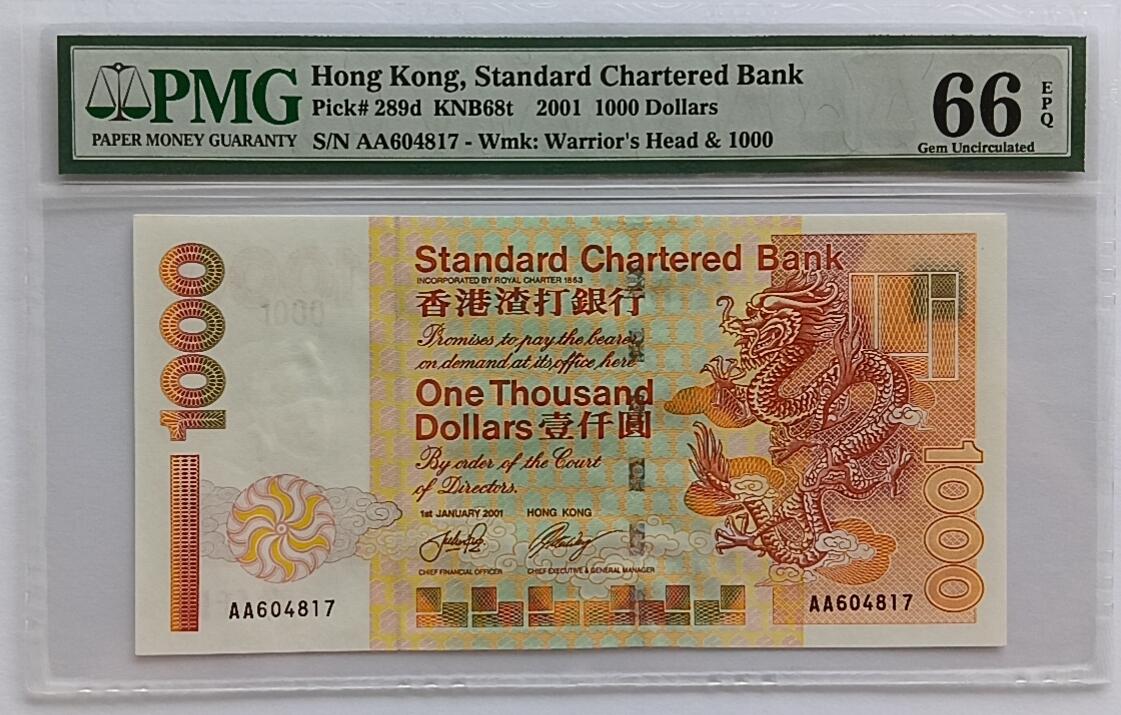 PMG
PAPER MONEY GUARANTY
Hong Kong, Standard Chartered Bank
Pick# 289d KNB68t 2001 1000 Dollars
S/N AA604817 - Wmk: Warrior's Head & 1000
66
EPQ
Gem Uncirculated
1000
1000
Standard Chartered Bank
INCORPORATED BY ROYAL CHARTER 1853
香港渣打銀行
Promises to pay the bearer
on demand at its office here
One Thousand
Dollars 壹仟圓
By order of the Court
of Directors.
1st JANUARY 2001 HONG KONG
CHIEF FINANCIAL OFFICER CHIEF EXECUTIVE & GENERAL MANAGER
AA604817
AA604817
1000